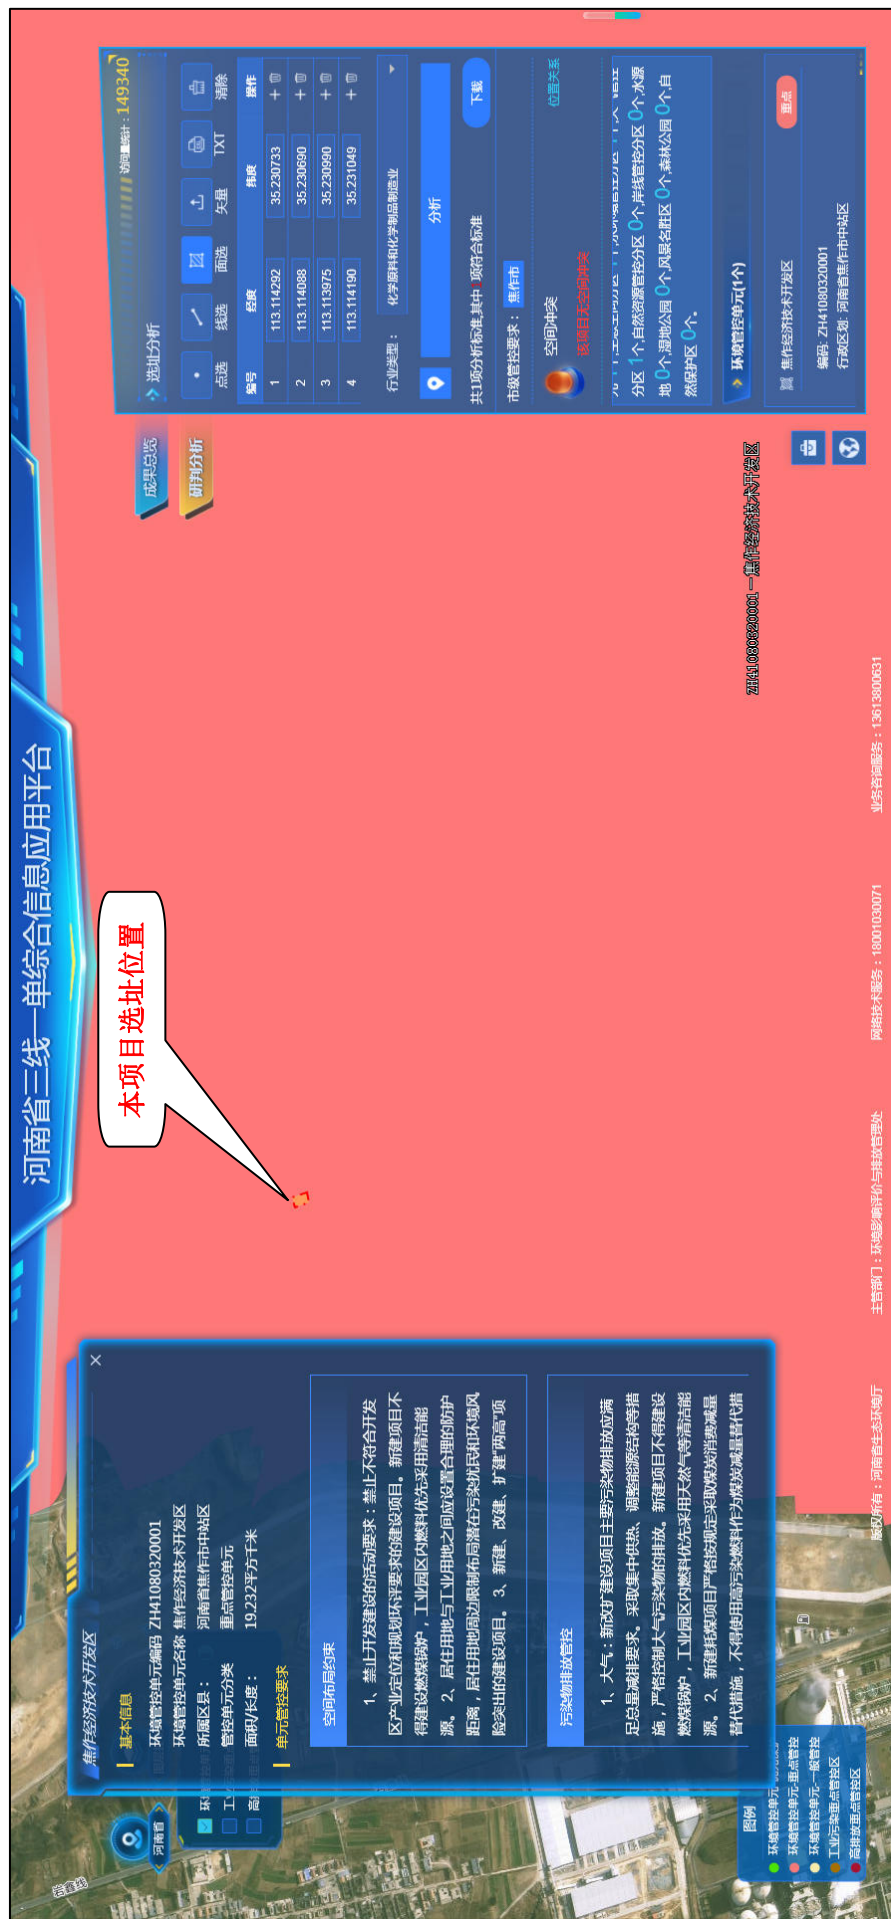 河南省三线一单综合信息应用平台
访问量统计：149340
成果总览
研判分析
选址分析
点选
线选
面选
矢量
TXT
清除
编号 经度 纬度 操作
1 113.114292 35.230733
2 113.114088 35.230690
3 113.113975 35.230990
4 113.114190 35.231049
行业类型： 化学原料和化学制品制造业
分析
共1项分析标准,其中1项符合标准
下载
市级管控要求： 焦作市
空间冲突
位置关系
该项目无空间冲突
分区 1个,自然资源管控分区 0个,岸线管控分区 0个,水源
地 0个,湿地公园 0个,风景名胜区 0个,森林公园 0个,自
然保护区 0个。
环境管控单元(1个)
焦作经济技术开发区
重点
编码: ZH41080320001
行政区划: 河南省焦作市中站区
ZH41080320001－焦作经济技术开发区
本项目选址位置
河南省
焦作经济技术开发区
×
基本信息
环境管控单元编码 ZH41080320001
环境管控单元名称 焦作经济技术开发区
所属区县： 河南省焦作市中站区
管控单元分类 重点管控单元
面积/长度： 19.232平方千米
单元管控要求
空间布局约束
1、禁止开发建设的活动要求：禁止不符合开发
区产业定位和规划环评要求的建设项目。新建项目不
得建设燃煤锅炉，工业园区内燃料优先采用清洁能
源。2、居住用地与工业用地之间应设置合理的防护
距离，居住用地周边限制布局潜在污染扰民和环境风
险突出的建设项目。3、新建、改建、扩建“两高”项
污染物排放管控
1、大气：新改扩建设项目主要污染物排放应满
足总量减排要求。采取集中供热、调整能源结构等措
施，严格控制大气污染物的排放。新建项目不得建设
燃煤锅炉，工业园区内燃料优先采用天然气等清洁能
源。2、新建耗煤项目严格按规定采取煤炭消费减量
替代措施，不得使用高污染燃料作为煤炭减量替代措
图例
环境管控单元-重点管控
环境管控单元-一般管控
工业污染重点管控区
高排放重点管控区
版权所有：河南省生态环境厅
主管部门：环境影响评价与排放管理处
网络技术服务：18001030071
业务咨询服务：13613800631